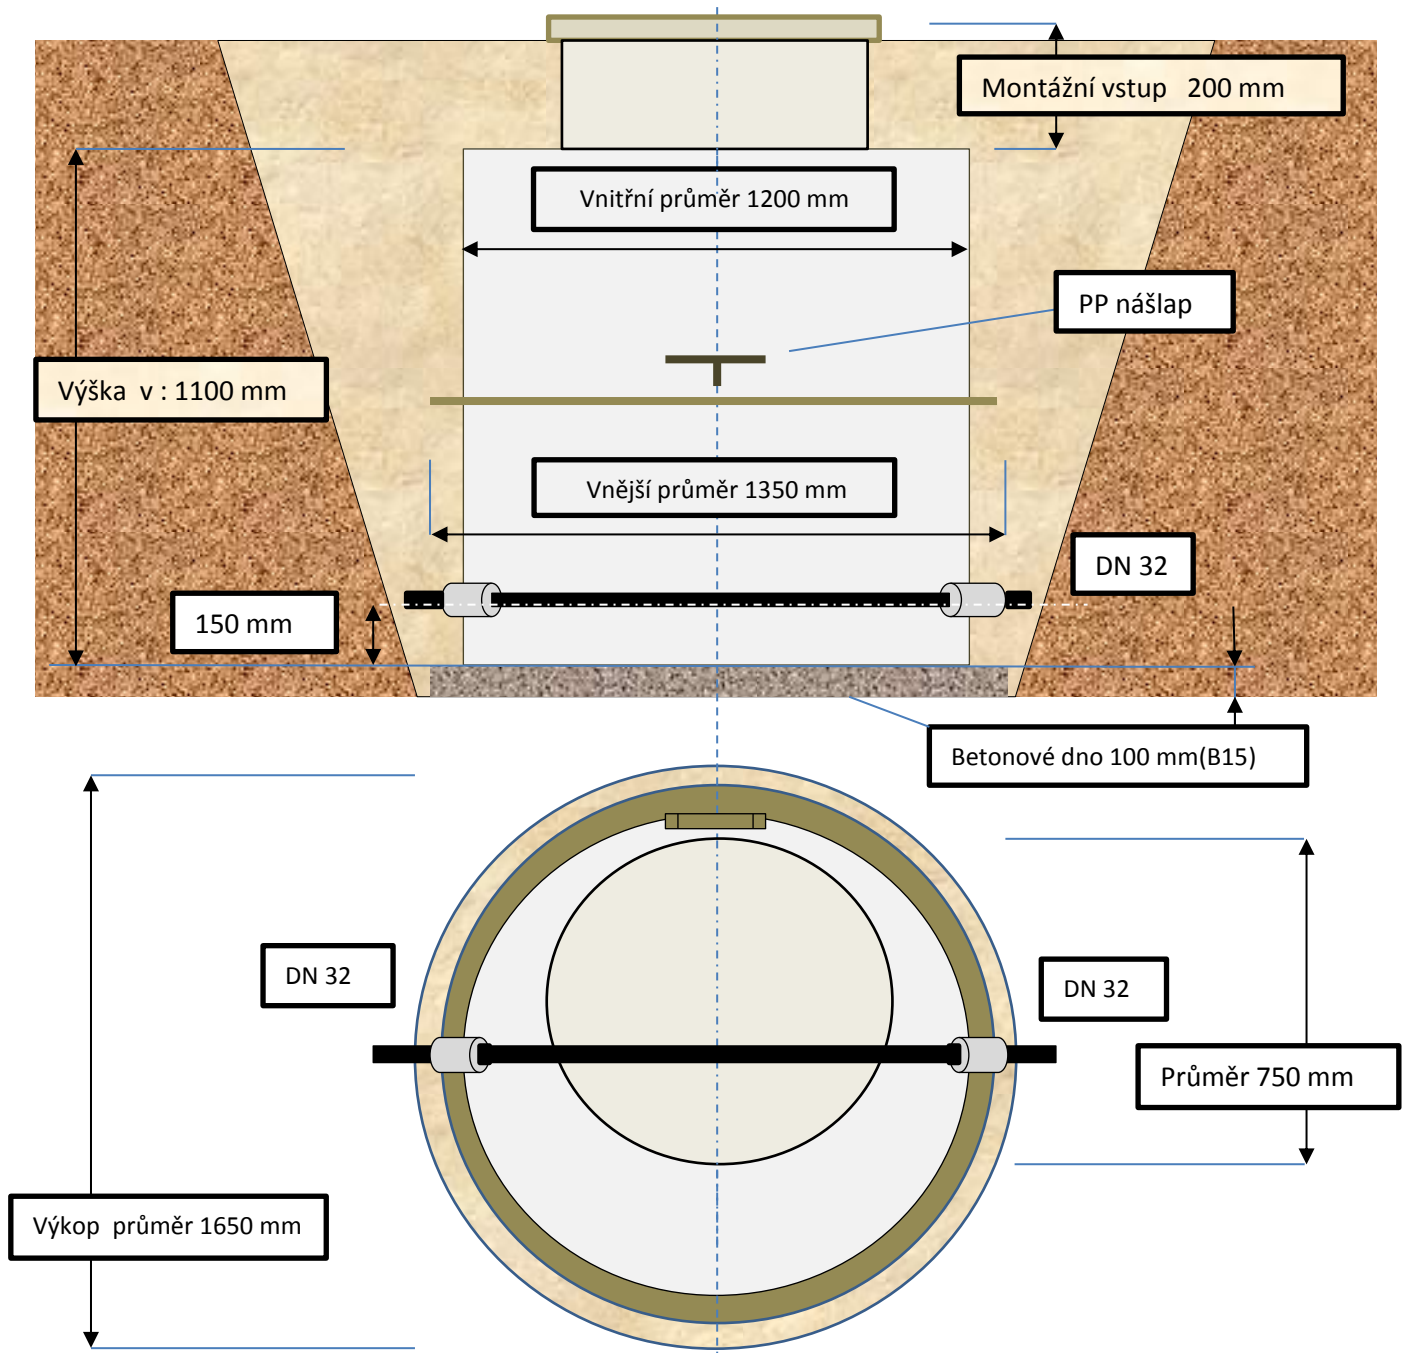 Montážní vstup 200 mm
Vnitřní průměr 1200 mm
PP nášlap
Výška v : 1100 mm
Vnější průměr 1350 mm
DN 32
150 mm
Betonové dno 100 mm(B15)
DN 32
DN 32
Průměr 750 mm
Výkop průměr 1650 mm